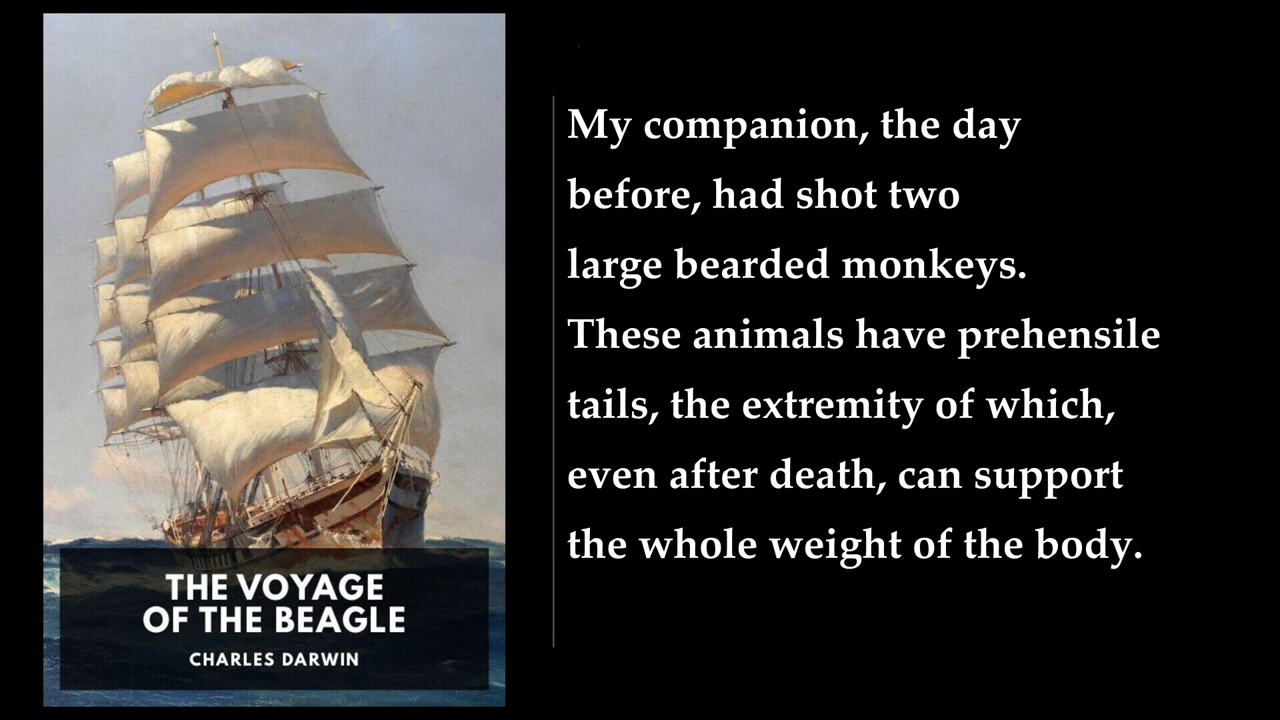 THE VOYAGE
OF THE BEAGLE
CHARLES DARWIN
My companion, the day
before, had shot two
large bearded monkeys.
These animals have prehensile
tails, the extremity of which,
even after death, can support
the whole weight of the body.